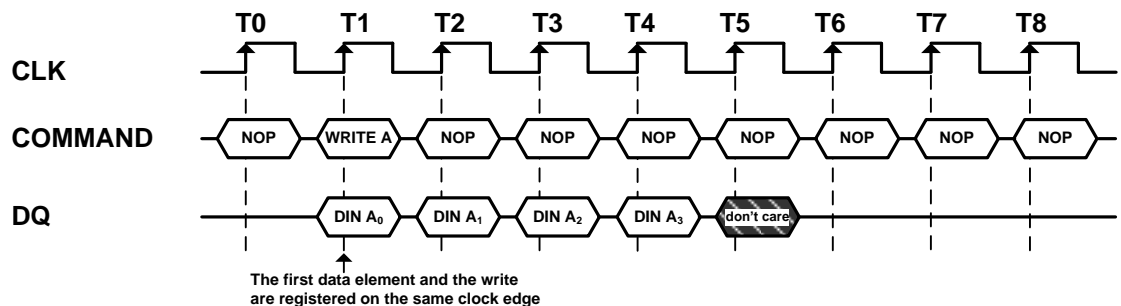 T0 T1 T2 T3 T4 T5 T6 T7 T8
CLK
COMMAND NOP WRITE A NOP NOP NOP NOP NOP NOP NOP
DQ DIN A₀ DIN A₁ DIN A₂ DIN A₃ don't care
The first data element and the write
are registered on the same clock edge